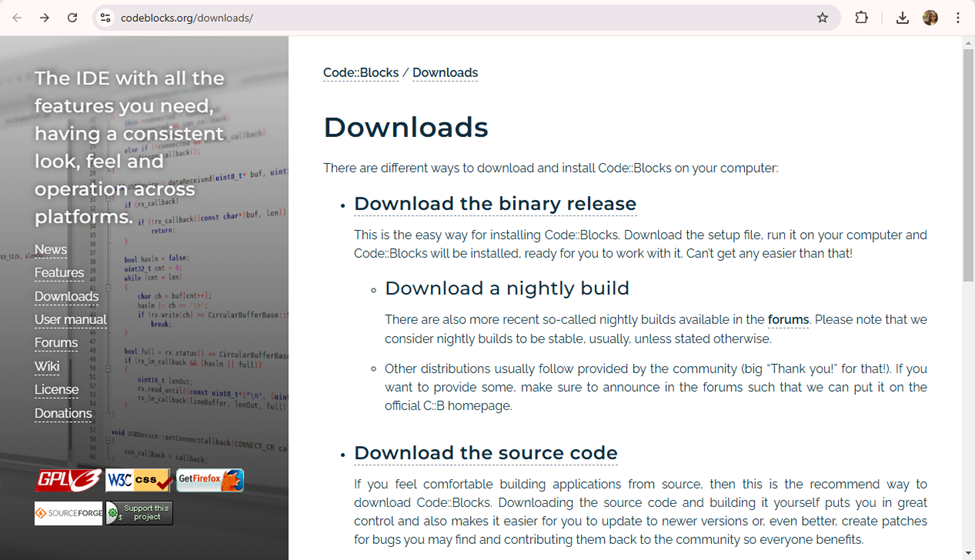 codeblocks.org/downloads/
The IDE with all the
features you need,
having a consistent
look, feel and
operation across
platforms.
News
Features
Downloads
User manual
Forums
Wiki
License
Donations
GPL V3
W3C css
GetFirefox
SOURCEFORGE
Support this
project
Code::Blocks / Downloads
Downloads
There are different ways to download and install Code::Blocks on your computer:
• Download the binary release
This is the easy way for installing Code::Blocks. Download the setup file, run it on your computer and
Code::Blocks will be installed, ready for you to work with it. Can't get any easier than that!
Download a nightly build
There are also more recent so-called nightly builds available in the forums. Please note that we
consider nightly builds to be stable, usually, unless stated otherwise.
Other distributions usually follow provided by the community (big "Thank you!" for that!). If you
want to provide some, make sure to announce in the forums such that we can put it on the
official C::B homepage.
• Download the source code
If you feel comfortable building applications from source, then this is the recommend way to
download Code::Blocks. Downloading the source code and building it yourself puts you in great
control and also makes it easier for you to update to newer versions or, even better, create patches
for bugs you may find and contributing them back to the community so everyone benefits.